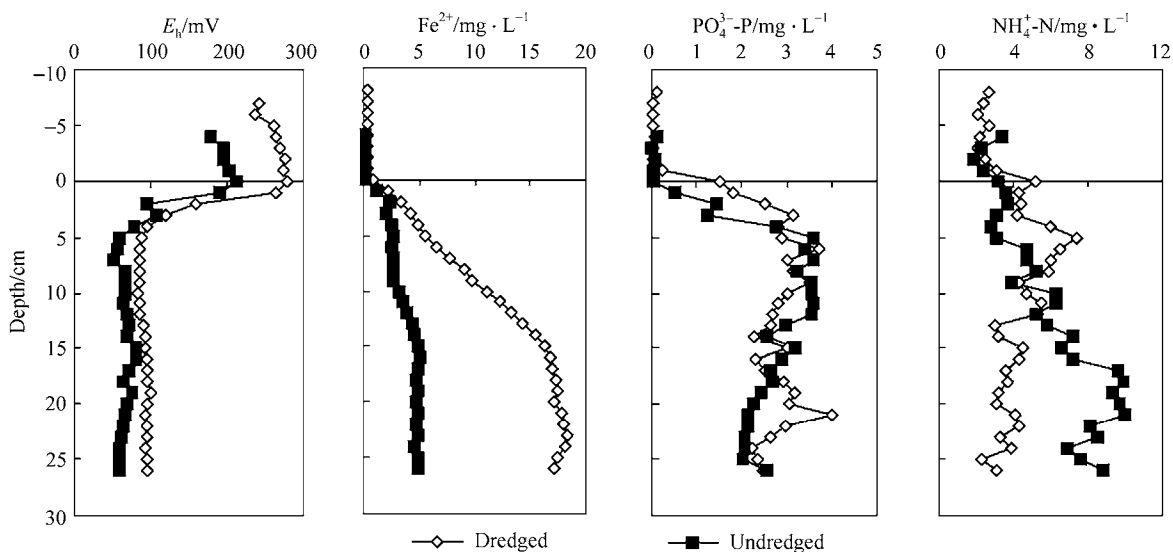 Eh/mV Fe²⁺/mg · L⁻¹ PO₄³⁻-P/mg · L⁻¹ NH₄⁺-N/mg • L⁻¹
0 100 200 300 0 5 10 15 20 0 1 2 3 4 5 0 4 8 12
−10
−5
0
5
10
15
20
25
30
Depth/cm
Dredged Undredged